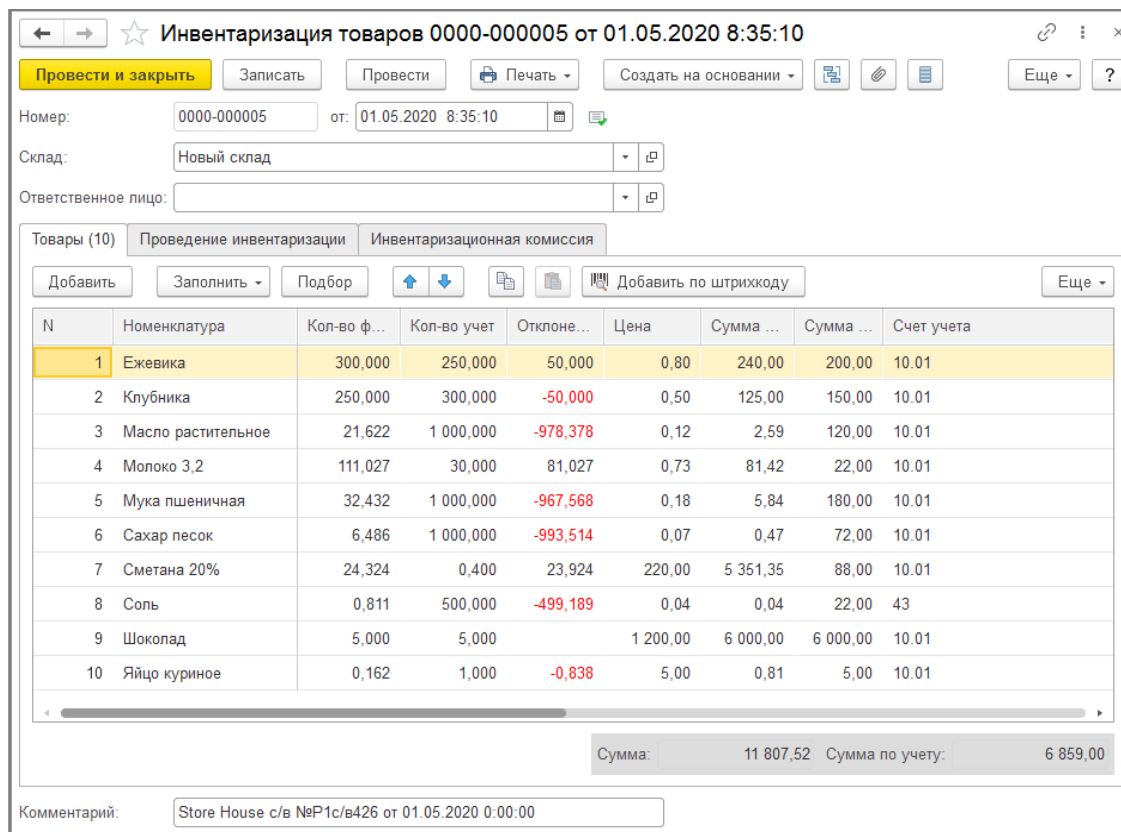 Инвентаризация товаров 0000-000005 от 01.05.2020 8:35:10
Провести и закрыть Записать Провести Печать Создать на основании Еще ?
Номер: 0000-000005 от: 01.05.2020 8:35:10
Склад: Новый склад
Ответственное лицо:
Товары (10) Проведение инвентаризации Инвентаризационная комиссия
Добавить Заполнить Подбор Добавить по штрихкоду Еще
N Номенклатура Кол-во ф... Кол-во учет Отклоне... Цена Сумма ... Сумма ... Счет учета
1 Ежевика 300,000 250,000 50,000 0,80 240,00 200,00 10.01
2 Клубника 250,000 300,000 -50,000 0,50 125,00 150,00 10.01
3 Масло растительное 21,622 1 000,000 -978,378 0,12 2,59 120,00 10.01
4 Молоко 3,2 111,027 30,000 81,027 0,73 81,42 22,00 10.01
5 Мука пшеничная 32,432 1 000,000 -967,568 0,18 5,84 180,00 10.01
6 Сахар песок 6,486 1 000,000 -993,514 0,07 0,47 72,00 10.01
7 Сметана 20% 24,324 0,400 23,924 220,00 5 351,35 88,00 10.01
8 Соль 0,811 500,000 -499,189 0,04 0,04 22,00 43
9 Шоколад 5,000 5,000 1 200,00 6 000,00 6 000,00 10.01
10 Яйцо куриное 0,162 1,000 -0,838 5,00 0,81 5,00 10.01
Сумма: 11 807,52 Сумма по учету: 6 859,00
Комментарий: Store House с/в №P1с/в426 от 01.05.2020 0:00:00